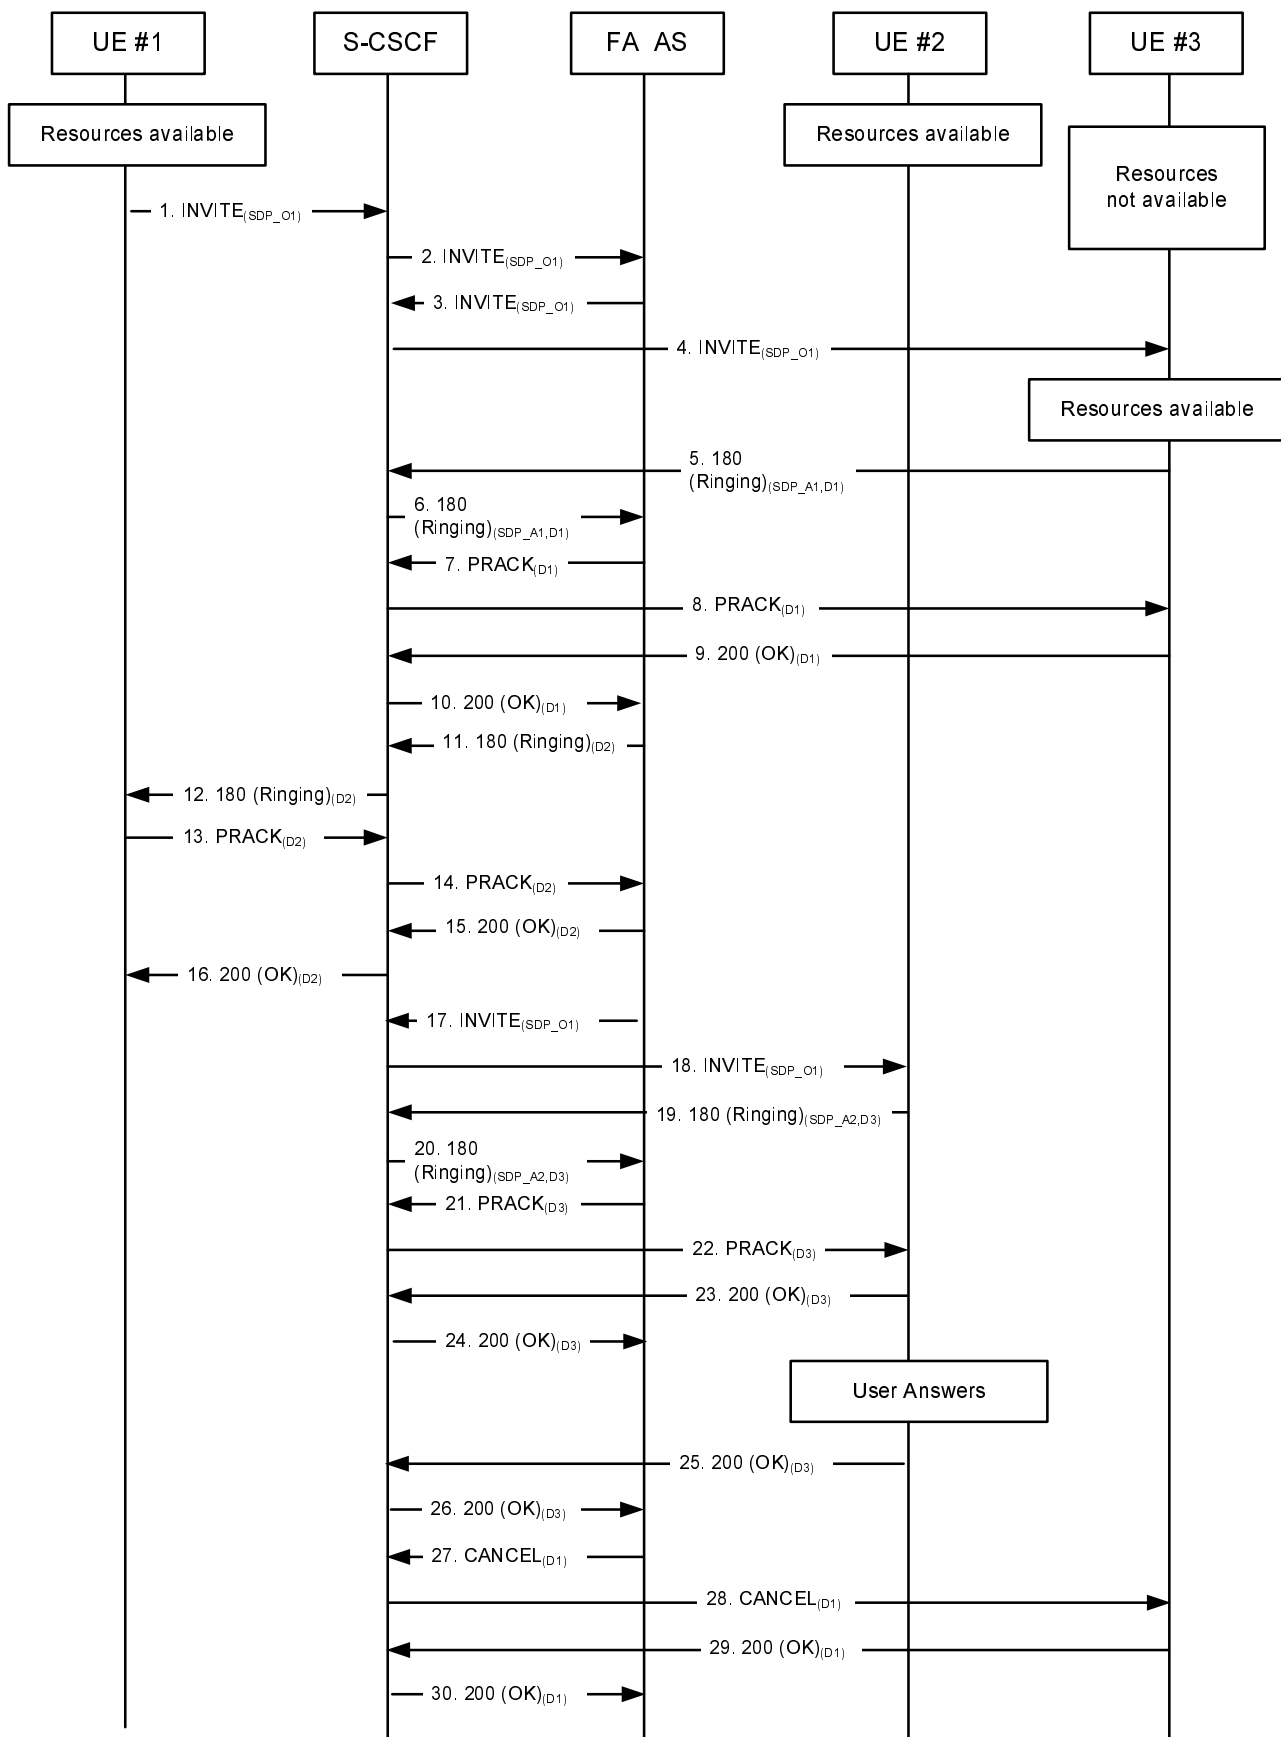 UE #1
S-CSCF
FA AS
UE #2
UE #3
Resources available
Resources available
Resources
not available
1. INVITE(SDP_O1)
2. INVITE(SDP_O1)
3. INVITE(SDP_O1)
4. INVITE(SDP_O1)
Resources available
5. 180
(Ringing)(SDP_A1,D1)
6. 180
(Ringing)(SDP_A1,D1)
7. PRACK(D1)
8. PRACK(D1)
9. 200 (OK)(D1)
10. 200 (OK)(D1)
11. 180 (Ringing)(D2)
12. 180 (Ringing)(D2)
13. PRACK(D2)
14. PRACK(D2)
15. 200 (OK)(D2)
16. 200 (OK)(D2)
17. INVITE(SDP_O1)
18. INVITE(SDP_O1)
19. 180 (Ringing)(SDP_A2,D3)
20. 180
(Ringing)(SDP_A2,D3)
21. PRACK(D3)
22. PRACK(D3)
23. 200 (OK)(D3)
24. 200 (OK)(D3)
User Answers
25. 200 (OK)(D3)
26. 200 (OK)(D3)
27. CANCEL(D1)
28. CANCEL(D1)
29. 200 (OK)(D1)
30. 200 (OK)(D1)